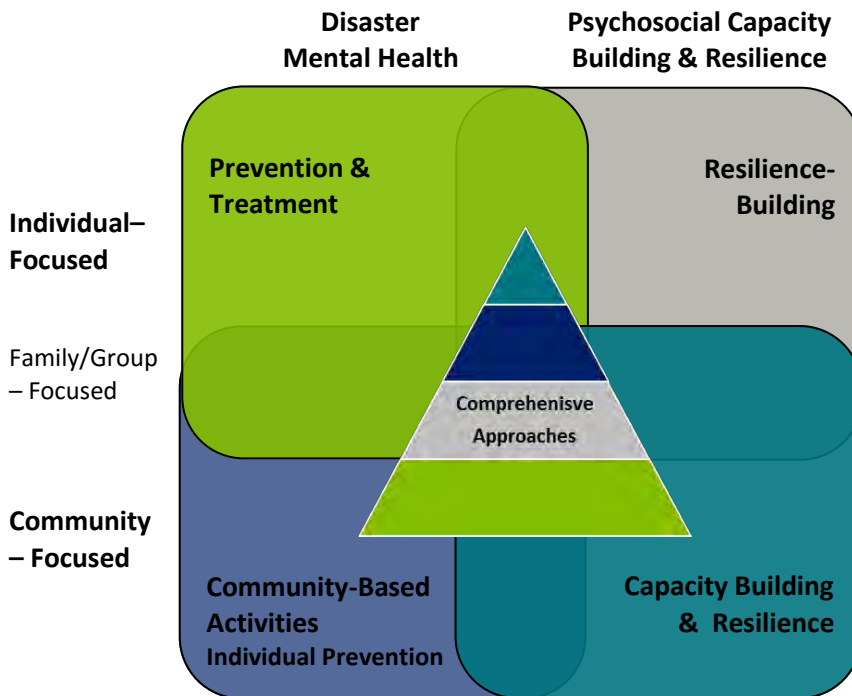 Disaster
Mental Health
Psychosocial Capacity
Building & Resilience
Prevention &
Treatment
Resilience-
Building
Individual–
Focused
Family/Group
– Focused
Comprehenisve
Approaches
Community
– Focused
Community-Based
Activities
Individual Prevention
Capacity Building
& Resilience